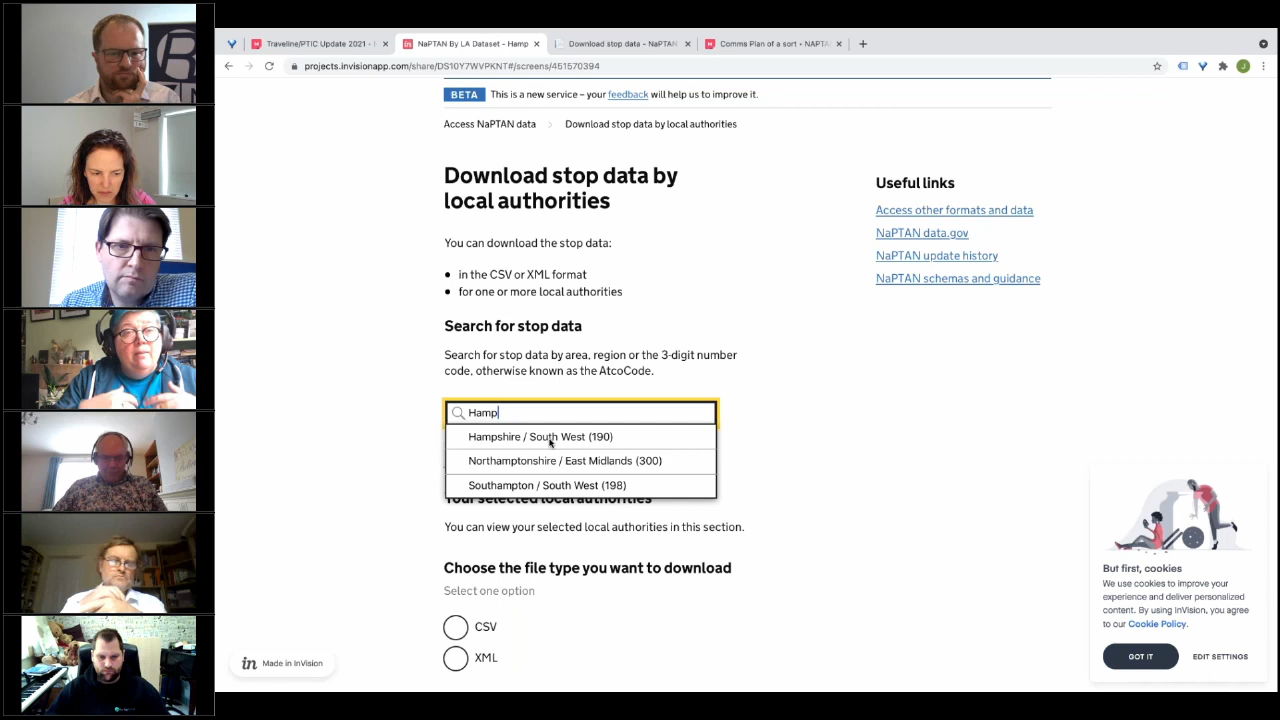 Traveline/PTIC Update 2021 -
NaPTAN By LA Dataset - Hamp
Download stop data - NaPTAN
Comms Plan of a sort • NAPTA
projects.invisionapp.com/share/DS10Y7WVPKNT#/screens/451570394
J
BETA This is a new service – your feedback will help us to improve it.
Access NaPTAN data Download stop data by local authorities
Download stop data by
local authorities
You can download the stop data:
• in the CSV or XML format
• for one or more local authorities
Search for stop data
Search for stop data by area, region or the 3-digit number
code, otherwise known as the AtcoCode.
Hamp
Hampshire / South West (190)
Northamptonshire / East Midlands (300)
Southampton / South West (198)
Your selected local authorities
You can view your selected local authorities in this section.
Choose the file type you want to download
Select one option
CSV
XML
Useful links
Access other formats and data
NaPTAN data.gov
NaPTAN update history
NaPTAN schemas and guidance
in Made in InVision
But first, cookies
We use cookies to improve your
experience and deliver personalized
content. By using InVision, you agree
to our Cookie Policy.
GOT IT EDIT SETTINGS